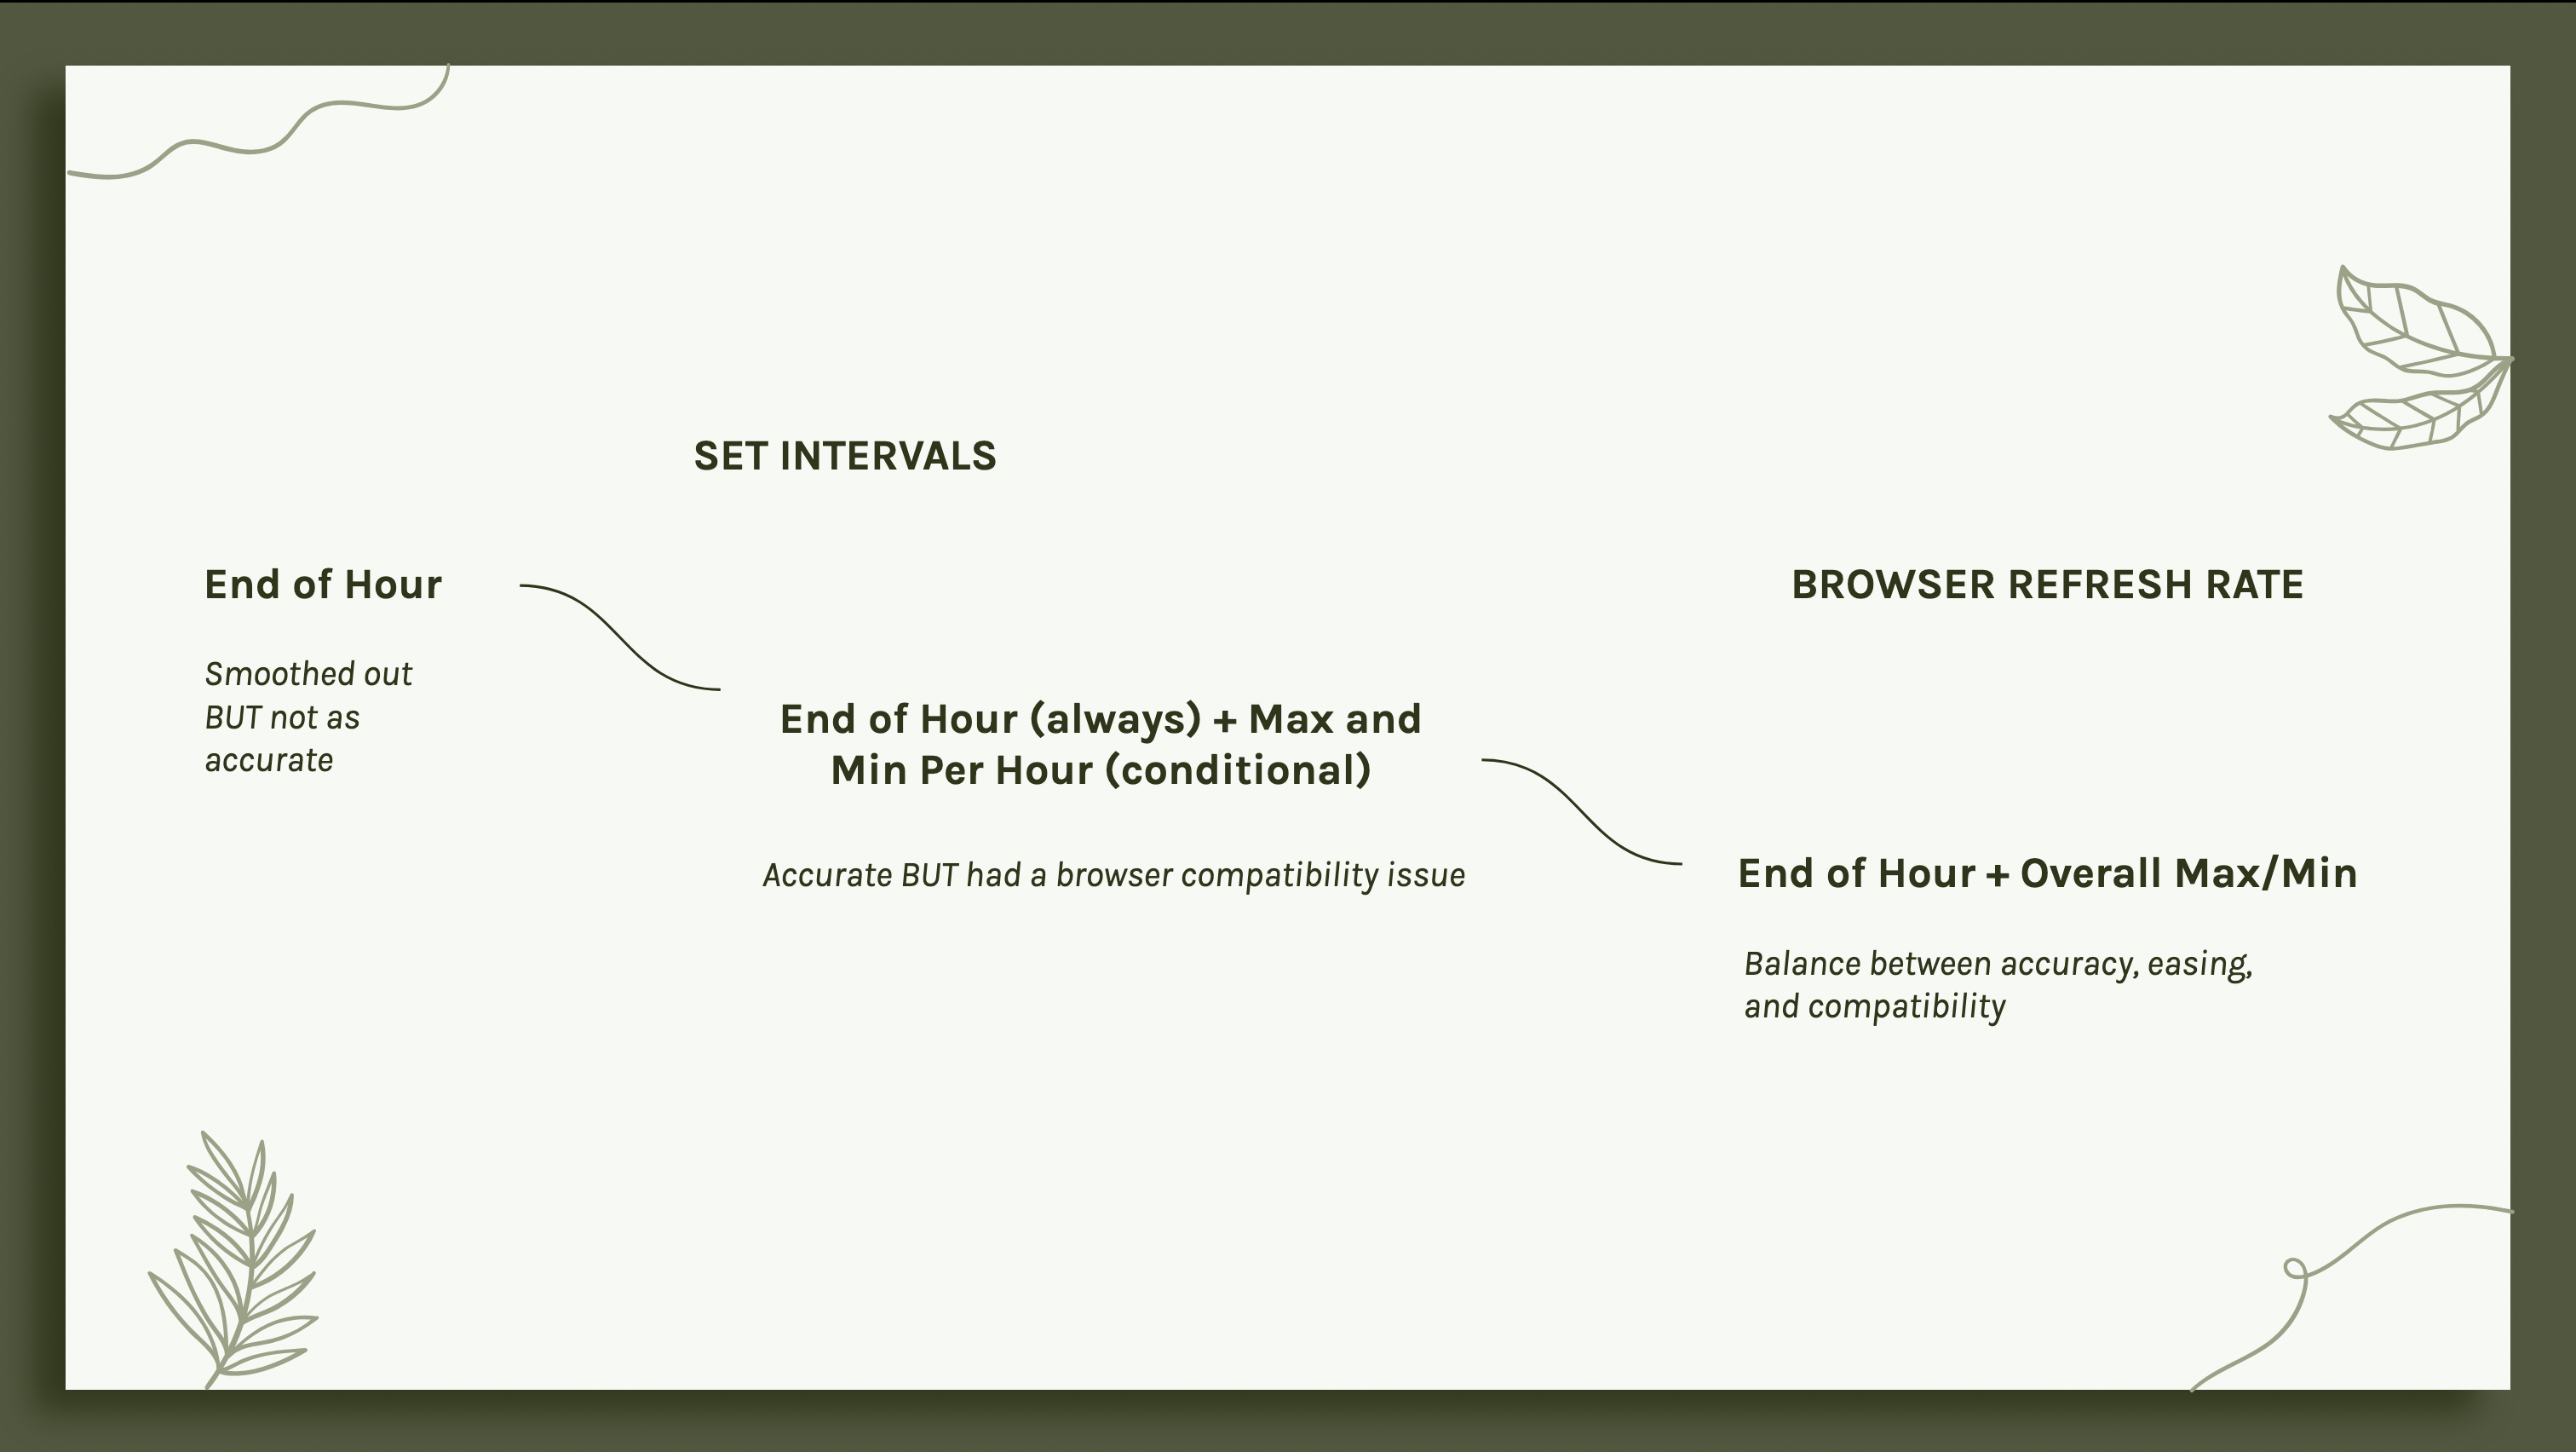 SET INTERVALS
End of Hour
BROWSER REFRESH RATE
Smoothed out
BUT not as
accurate
End of Hour (always) + Max and
Min Per Hour (conditional)
Accurate BUT had a browser compatibility issue
End of Hour + Overall Max/Min
Balance between accuracy, easing,
and compatibility